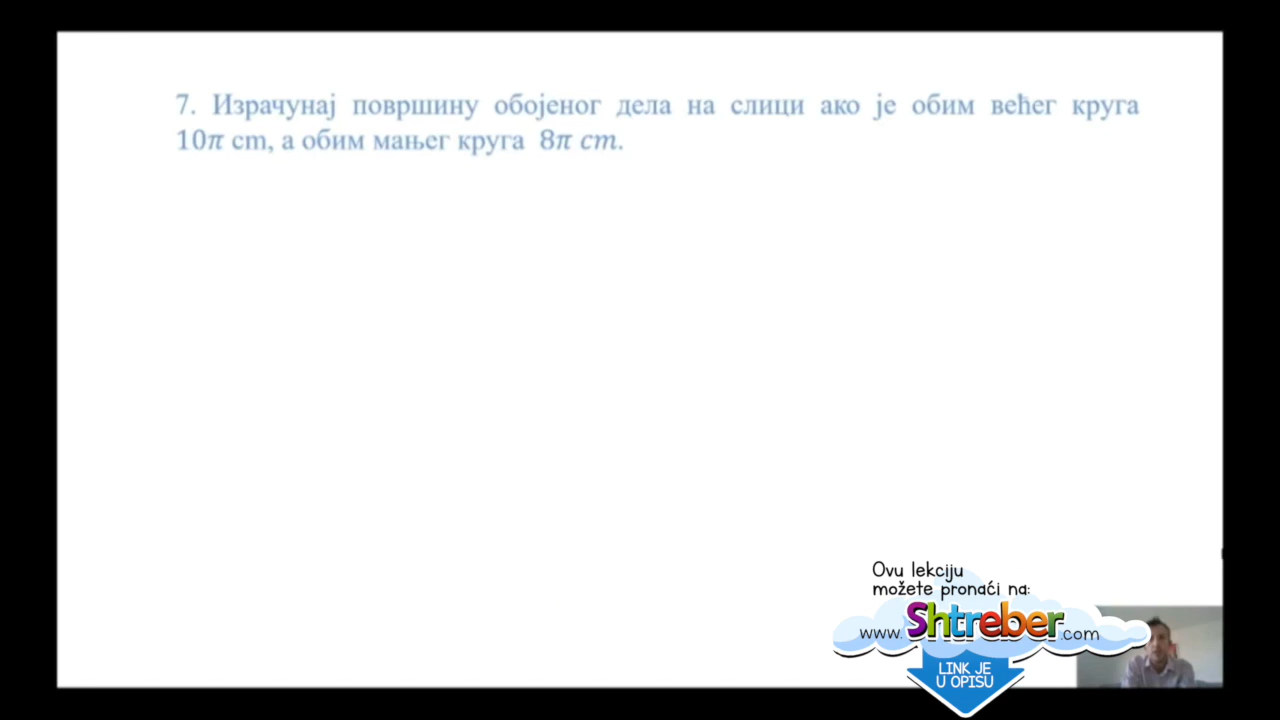 7. Израчунај површину обојеног дела на слици ако је обим већег круга
10π cm, а обим мањег круга 8π cm.
Ovu lekciju
možete pronaći na:
www.Shtreber.com
LINK JE
U OPISU